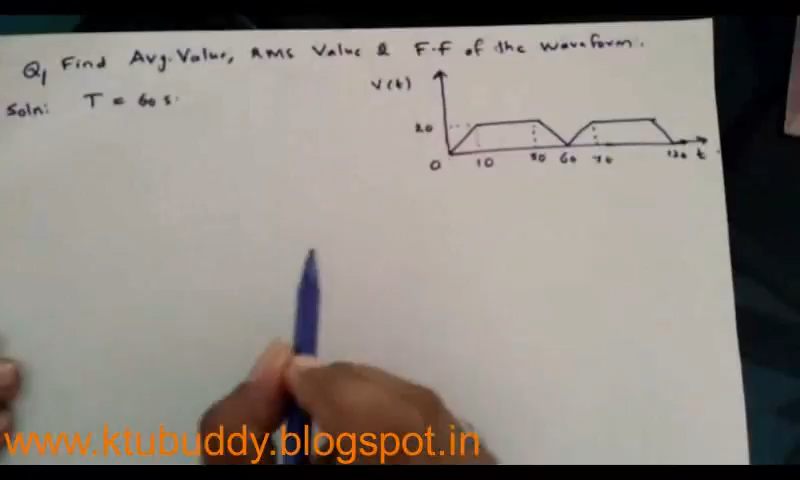 Q1 Find Avg. Value, RMS Value & F.F of the waveform.
Soln: T = 60 s.
V(t)
20
0 10 50 60 70 120 t
www.ktubuddy.blogspot.in